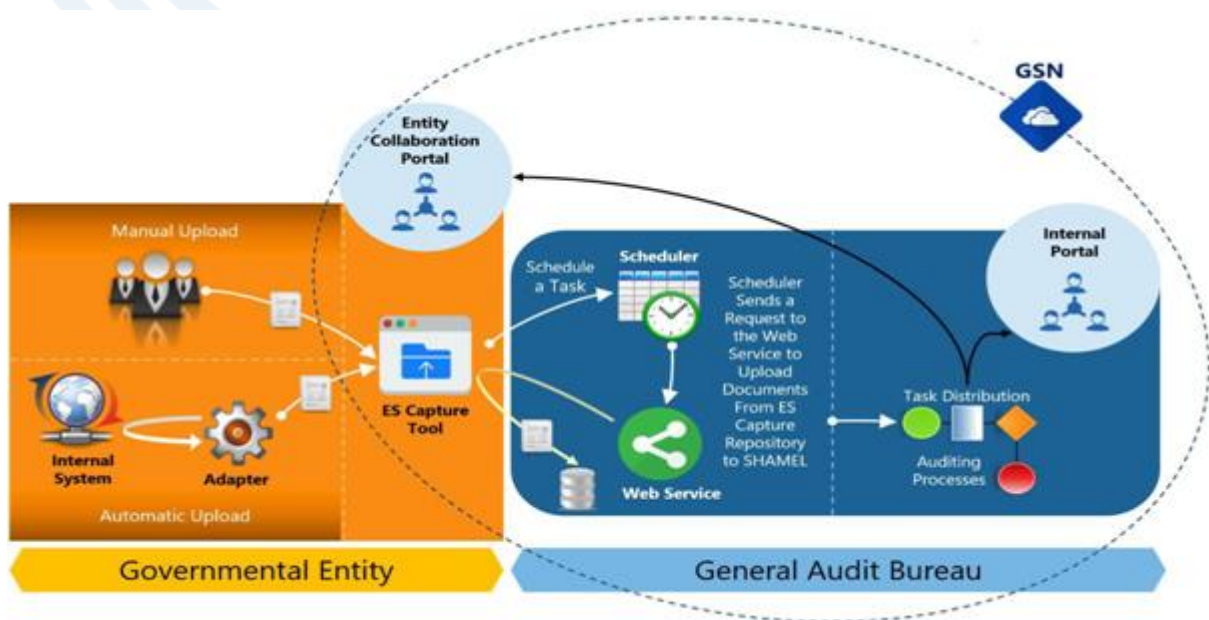 GSN
Entity
Collaboration
Portal
Manual Upload
Internal
System
Adapter
Automatic Upload
ES Capture
Tool
Schedule
a Task
Scheduler
Web Service
Scheduler
Sends a
Request to
the Web
Service to
Upload
Documents
From ES
Capture
Repository
to SHAMEL
Internal
Portal
Task Distribution
Auditing
Processes
Governmental Entity
General Audit Bureau